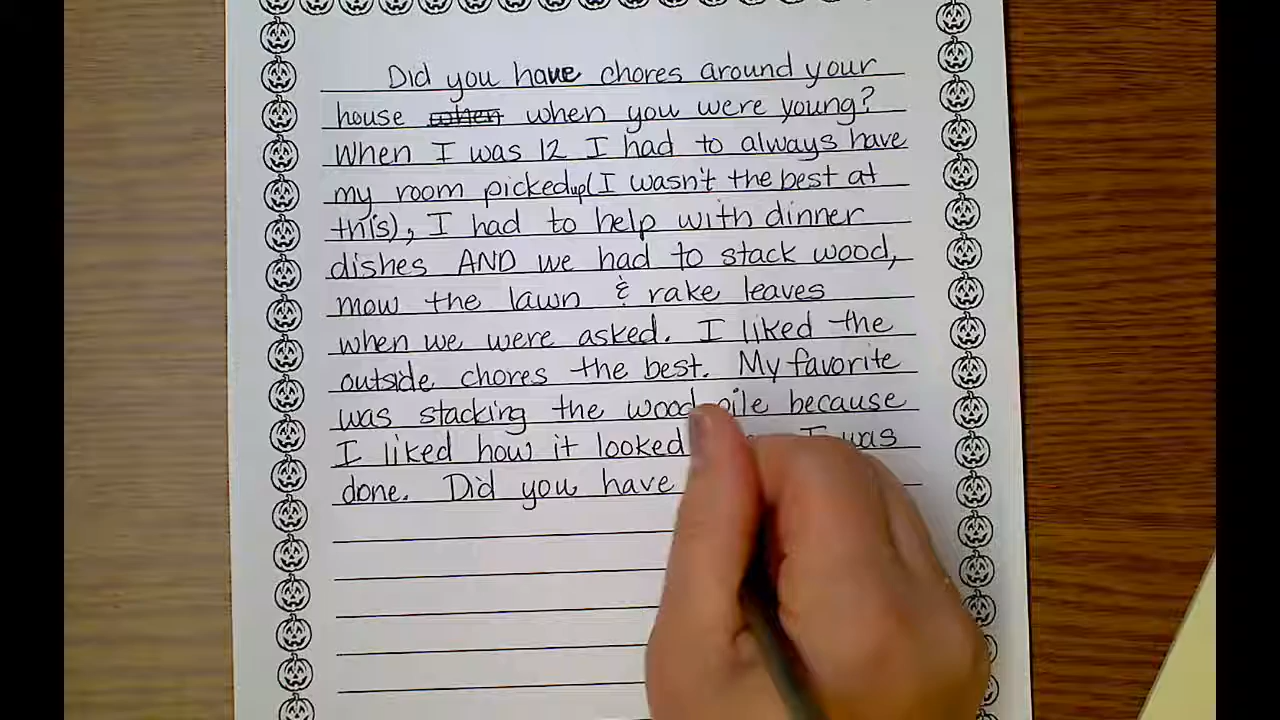 Did you have chores around your
house when when you were young?
When I was 12 I had to always have
my room pickedup(I wasn't the best at
this), I had to help with dinner
dishes AND we had to stack wood,
mow the lawn & rake leaves
when we were asked. I liked the
outside chores the best. My favorite
was stacking the wood pile because
I liked how it looked I was
done. Did you have